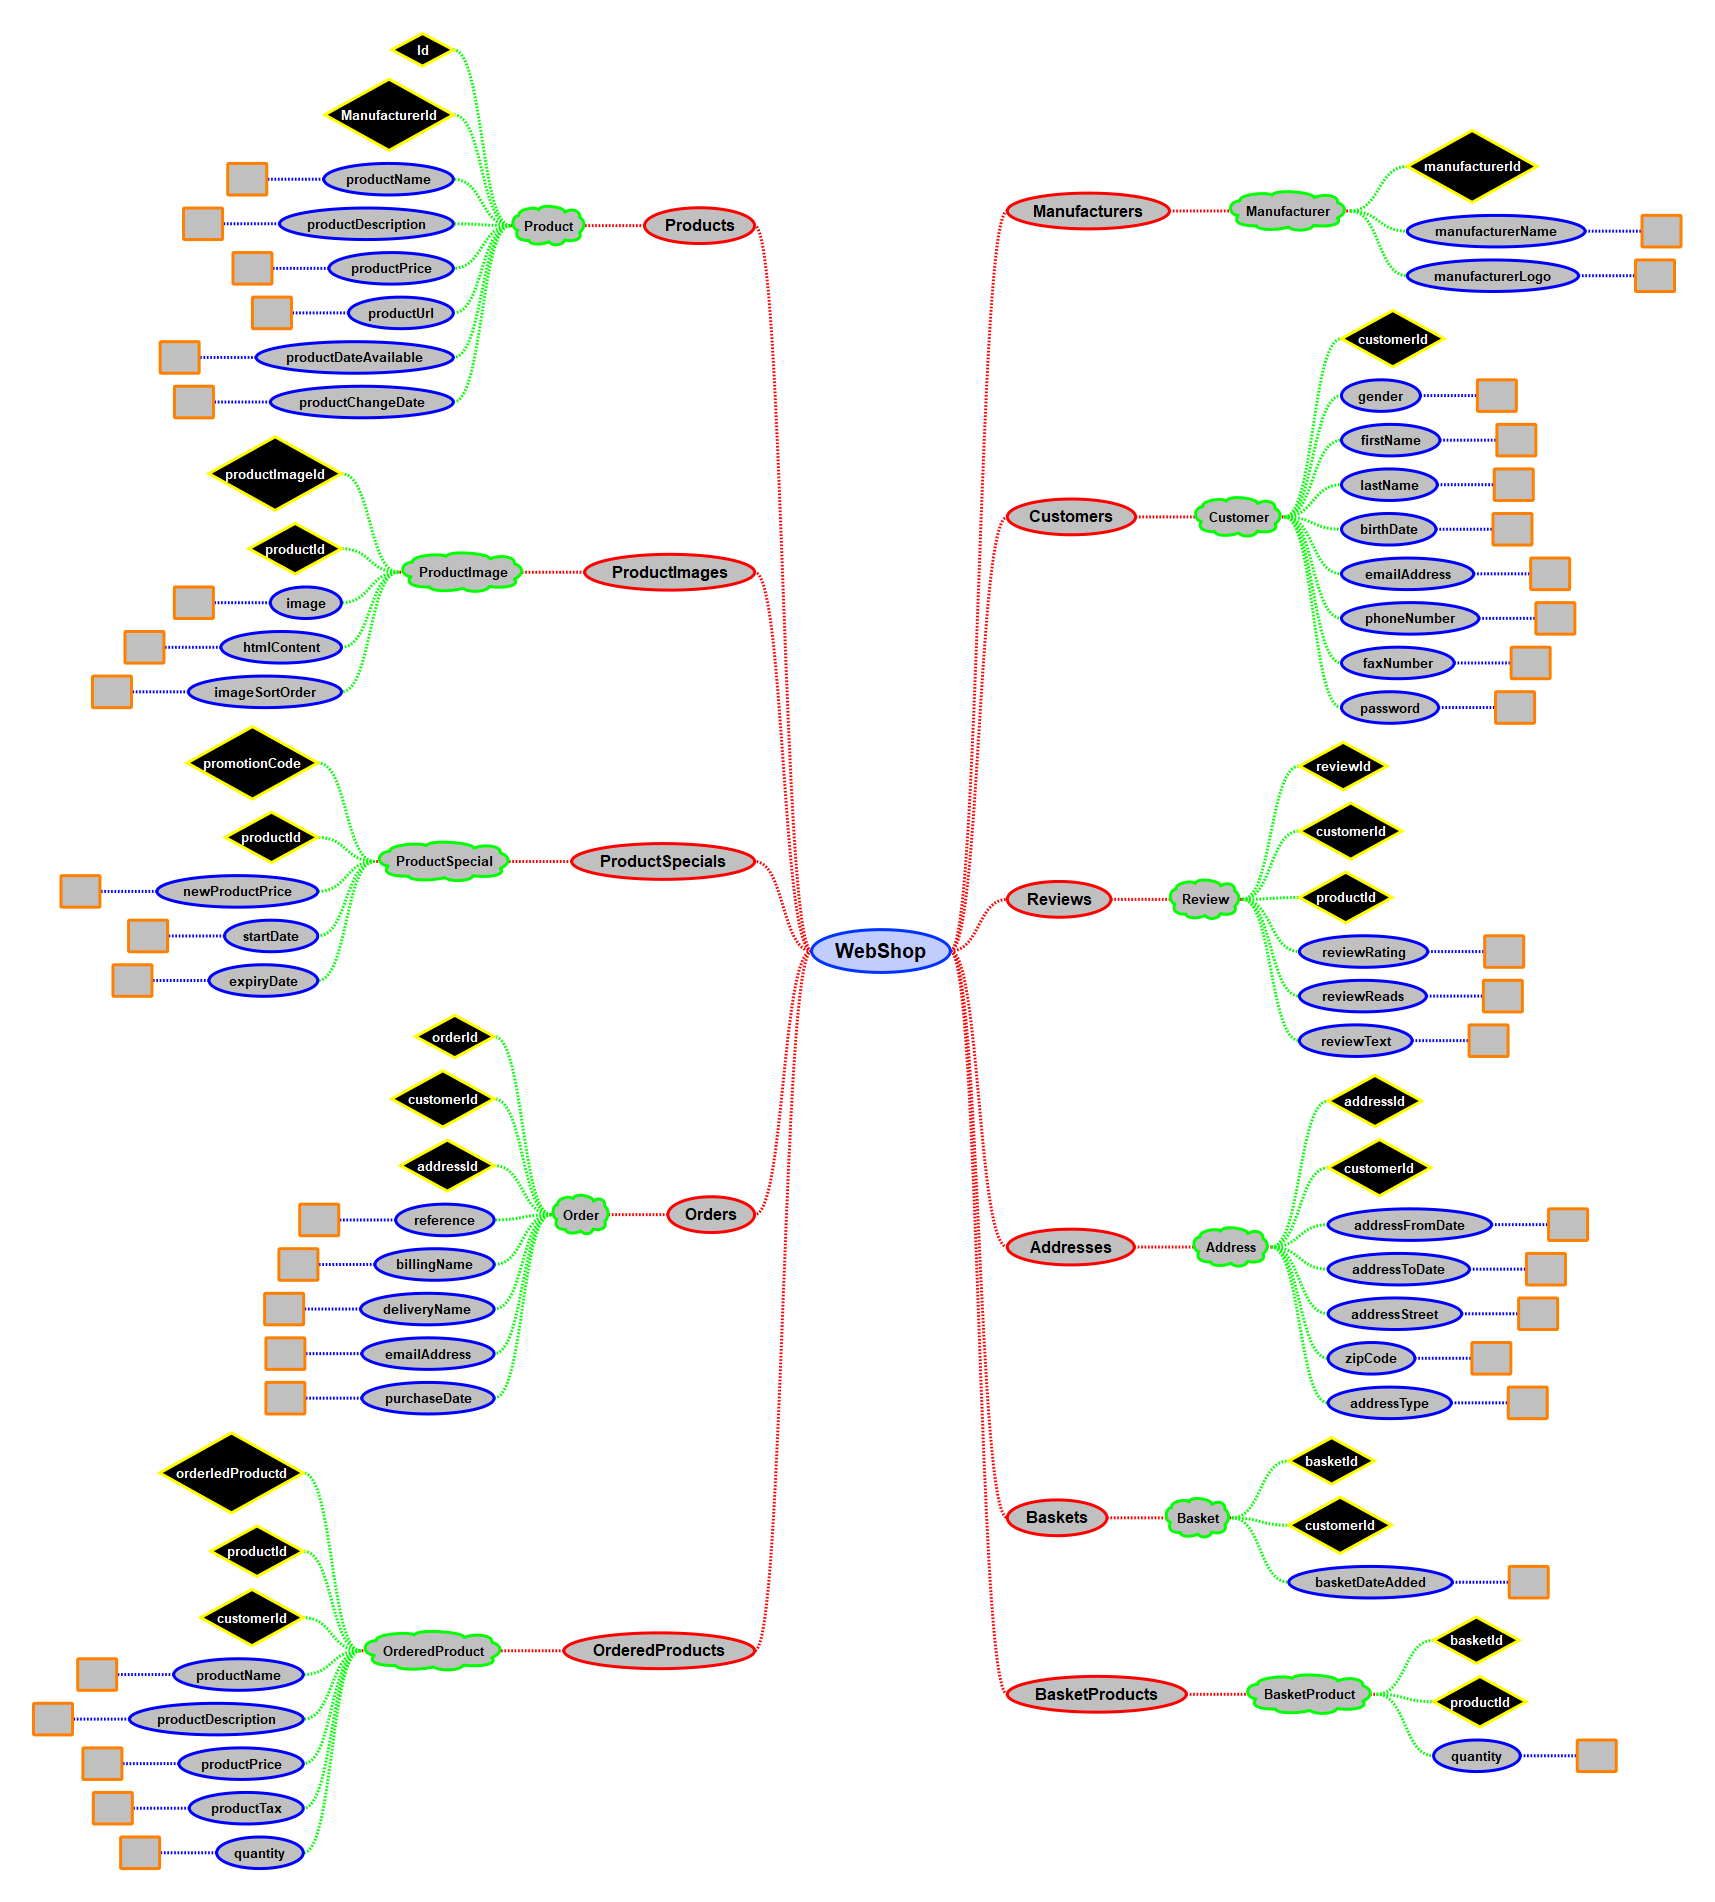 Id
ManufacturerId
productName
productDescription
productPrice
productUrl
productDateAvailable
productChangeDate
Product
Products
productImageId
productId
image
htmlContent
imageSortOrder
ProductImage
ProductImages
promotionCode
productId
newProductPrice
startDate
expiryDate
ProductSpecial
ProductSpecials
orderId
customerId
addressId
reference
billingName
deliveryName
emailAddress
purchaseDate
Order
Orders
orderIedProductd
productId
customerId
productName
productDescription
productPrice
productTax
quantity
OrderedProduct
OrderedProducts
WebShop
Manufacturers
Manufacturer
manufacturerId
manufacturerName
manufacturerLogo
Customers
Customer
customerId
gender
firstName
lastName
birthDate
emailAddress
phoneNumber
faxNumber
password
Reviews
Review
reviewId
customerId
productId
reviewRating
reviewReads
reviewText
Addresses
Address
addressId
customerId
addressFromDate
addressToDate
addressStreet
zipCode
addressType
Baskets
Basket
basketId
customerId
basketDateAdded
BasketProducts
BasketProduct
basketId
productId
quantity